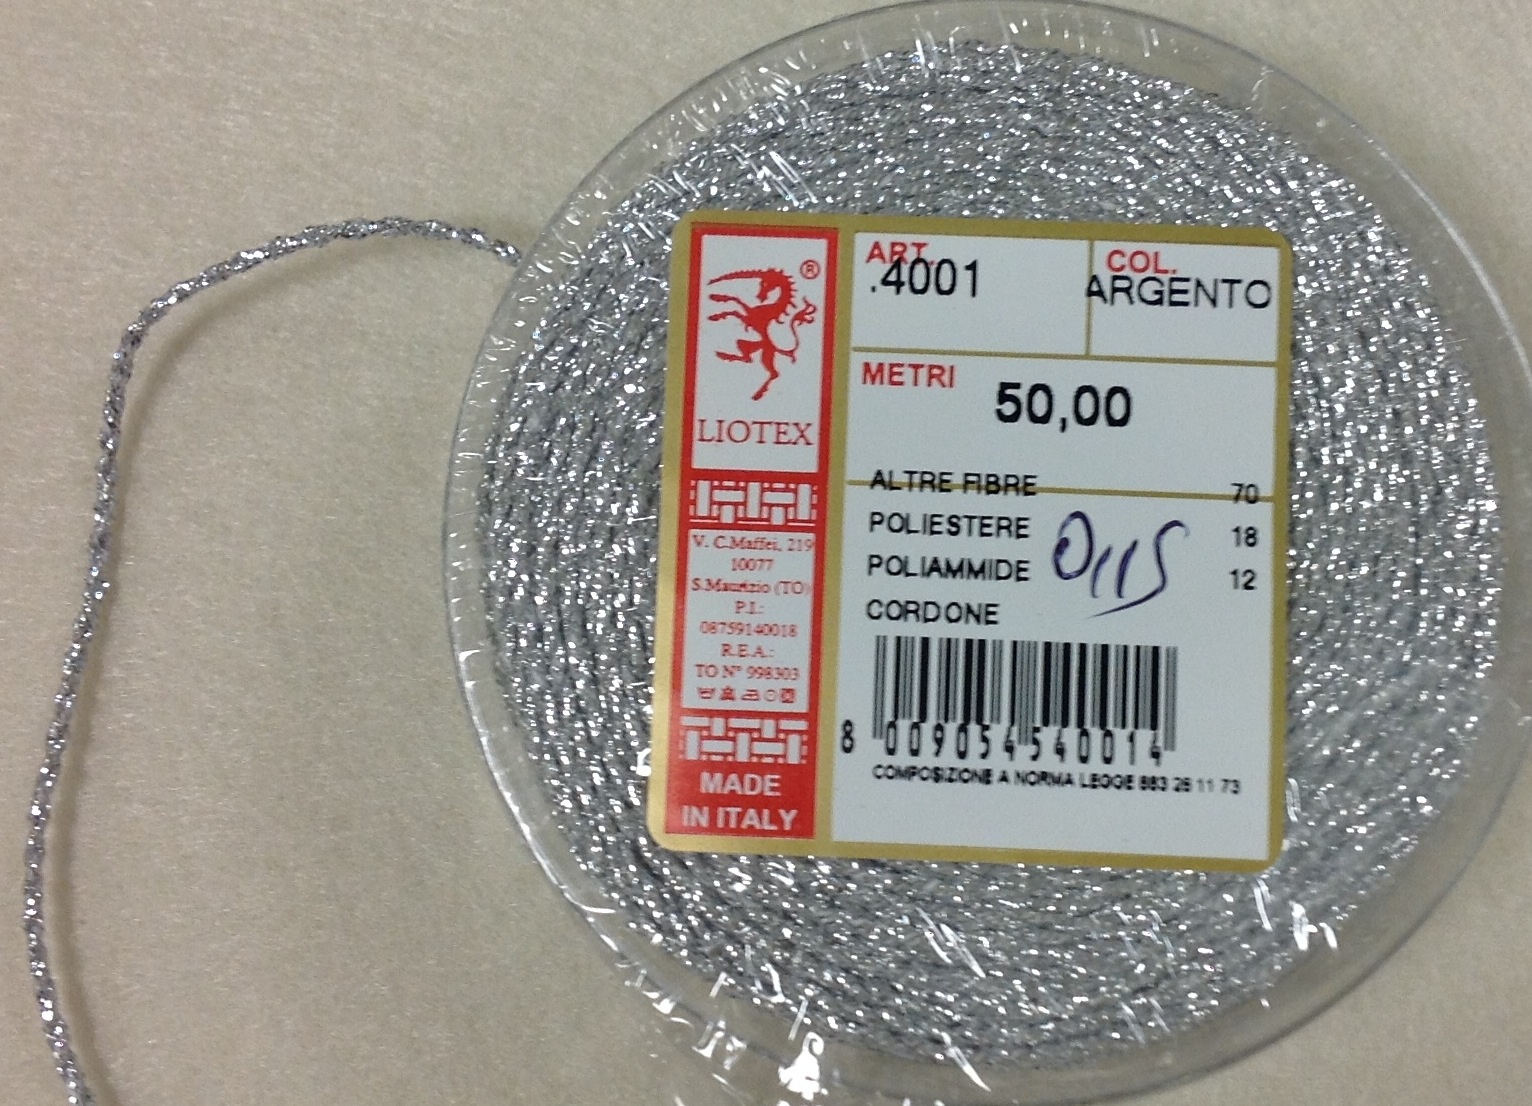 ®
LIOTEX
V. C.Maffei, 219
10077
S.Maurizio (TO)
P.I.:
08759140018
R.E.A.:
TO N° 998303
MADE
IN ITALY
ART.
.4001
COL.
ARGENTO
METRI
50,00
ALTRE FIBRE 70
POLIESTERE 18
POLIAMMIDE 12
0115
CORDONE
8 009054 540014
COMPOSIZIONE A NORMA LEGGE 883 26 11 73